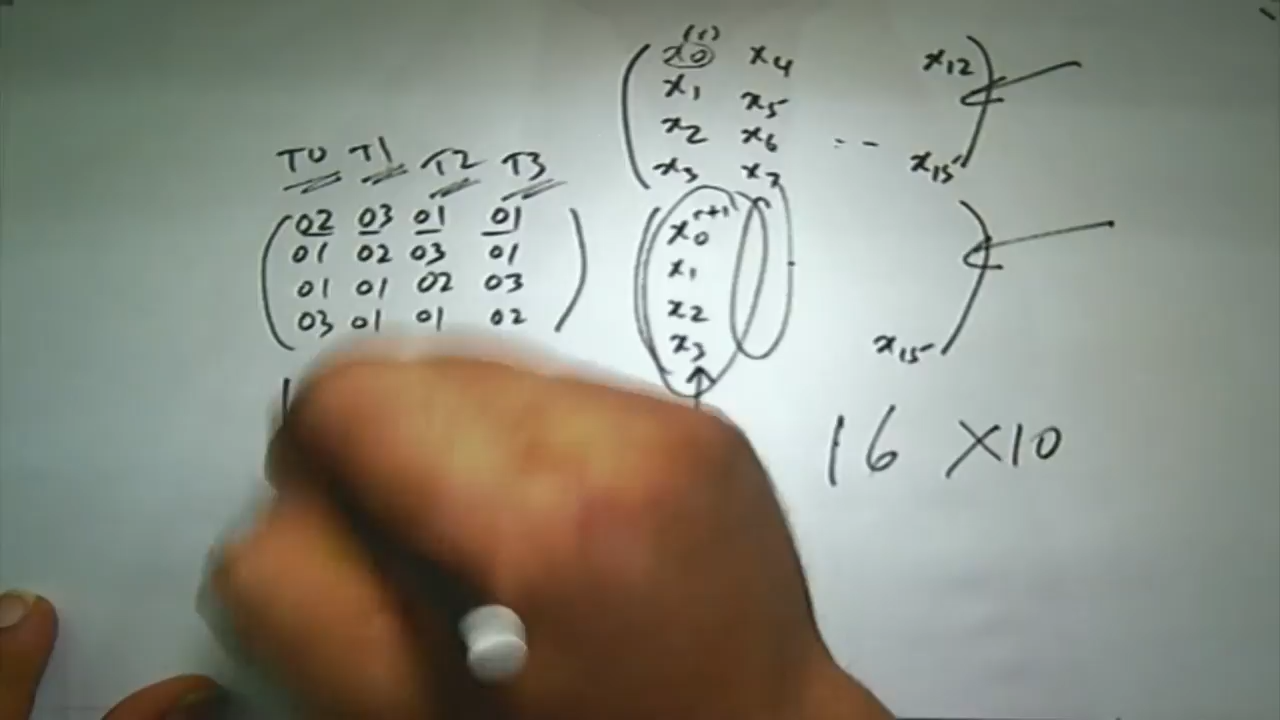 x0^(r) x4 x12
x1 x5
x2 x6 --
x3 x7 x15
T0 T1 T2 T3
02 03 01 01
01 02 03 01
01 01 02 03
03 01 01 02
x0^r+1
x1
x2
x3 x15
16 X10